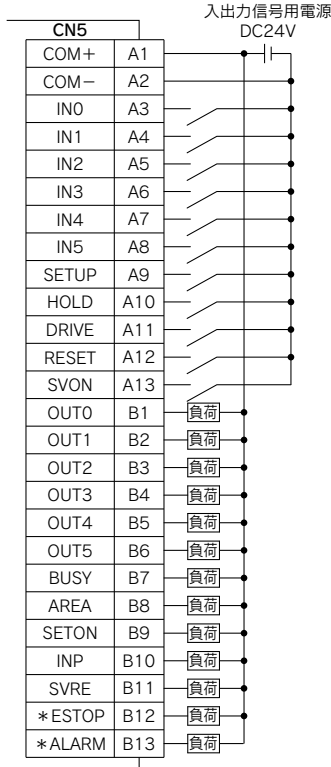 入出力信号用電源
DC24V
CN5
COM+ A1
COM− A2
IN0 A3
IN1 A4
IN2 A5
IN3 A6
IN4 A7
IN5 A8
SETUP A9
HOLD A10
DRIVE A11
RESET A12
SVON A13
OUT0 B1 負荷
OUT1 B2 負荷
OUT2 B3 負荷
OUT3 B4 負荷
OUT4 B5 負荷
OUT5 B6 負荷
BUSY B7 負荷
AREA B8 負荷
SETON B9 負荷
INP B10 負荷
SVRE B11 負荷
*ESTOP B12 負荷
*ALARM B13 負荷